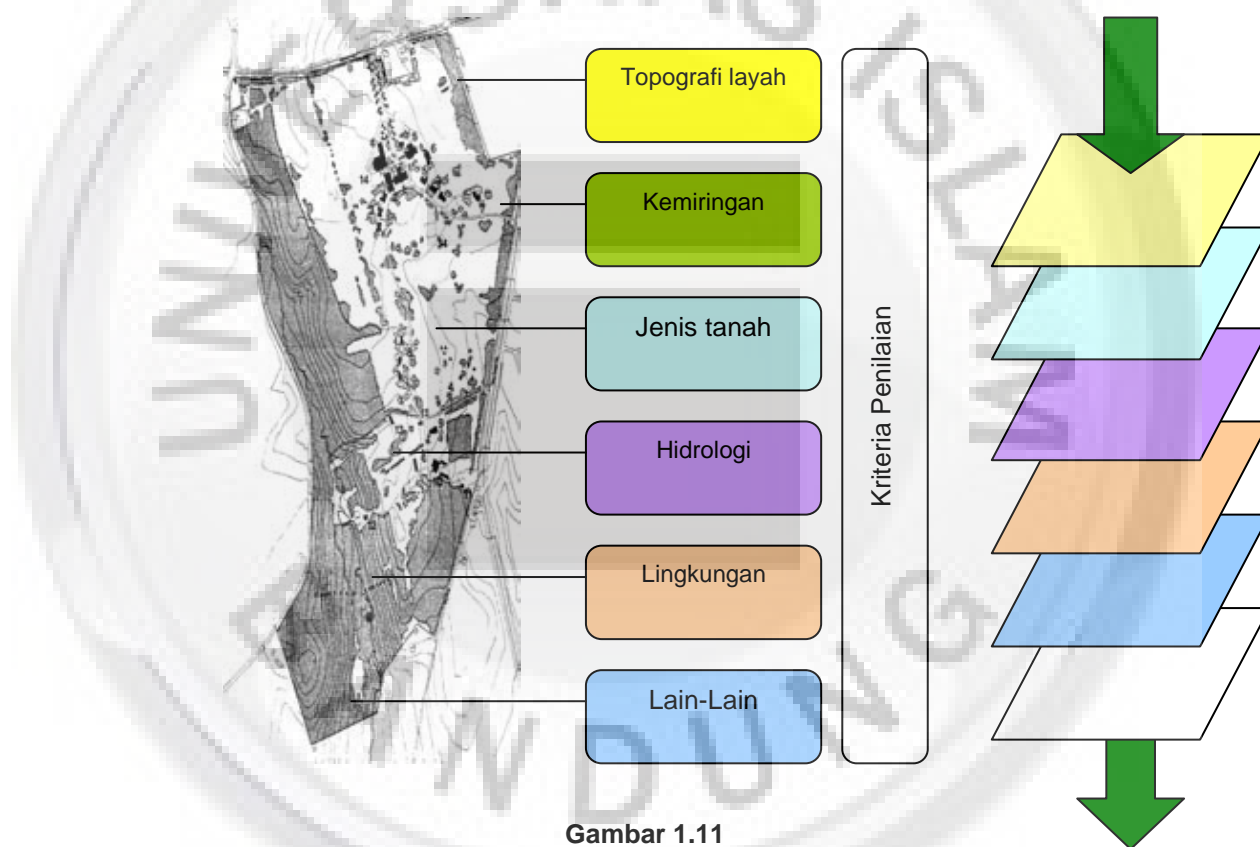 Topografi layah
Kemiringan
Jenis tanah
Hidrologi
Lingkungan
Lain-Lain
Kriteria Penilaian
Gambar 1.11